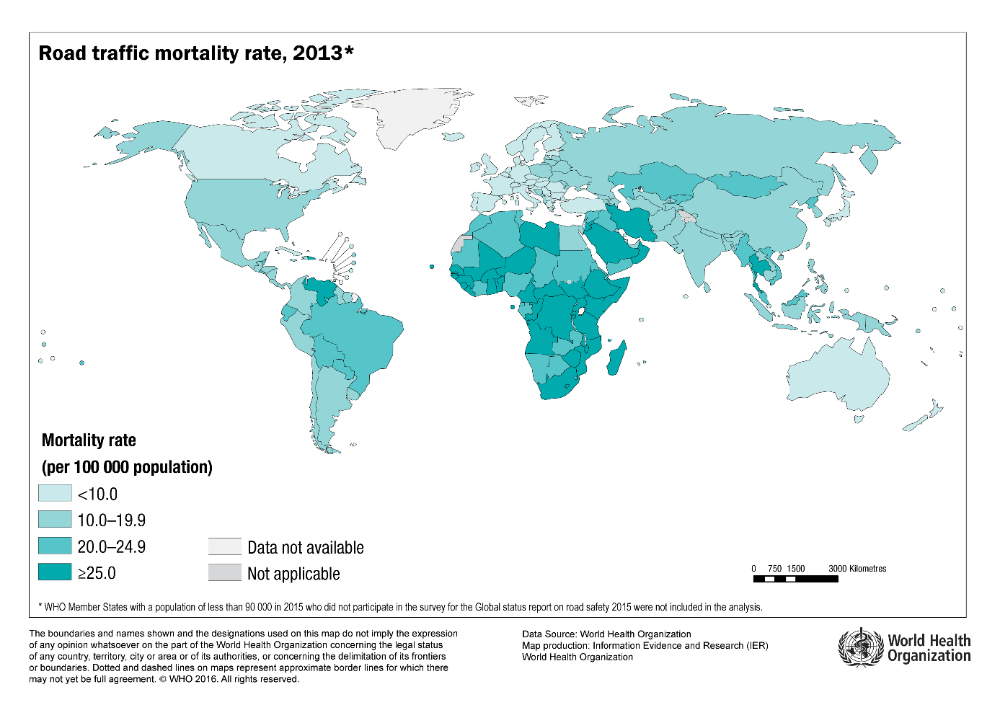 Road traffic mortality rate, 2013*
Mortality rate
(per 100 000 population)
<10.0
10.0–19.9
20.0–24.9
≥25.0
Data not available
Not applicable
0 750 1500 3000 Kilometres
* WHO Member States with a population of less than 90 000 in 2015 who did not participate in the survey for the Global status report on road safety 2015 were not included in the analysis.
The boundaries and names shown and the designations used on this map do not imply the expression
of any opinion whatsoever on the part of the World Health Organization concerning the legal status
of any country, territory, city or area or of its authorities, or concerning the delimitation of its frontiers
or boundaries. Dotted and dashed lines on maps represent approximate border lines for which there
may not yet be full agreement. © WHO 2016. All rights reserved.
Data Source: World Health Organization
Map production: Information Evidence and Research (IER)
World Health Organization
World Health
Organization